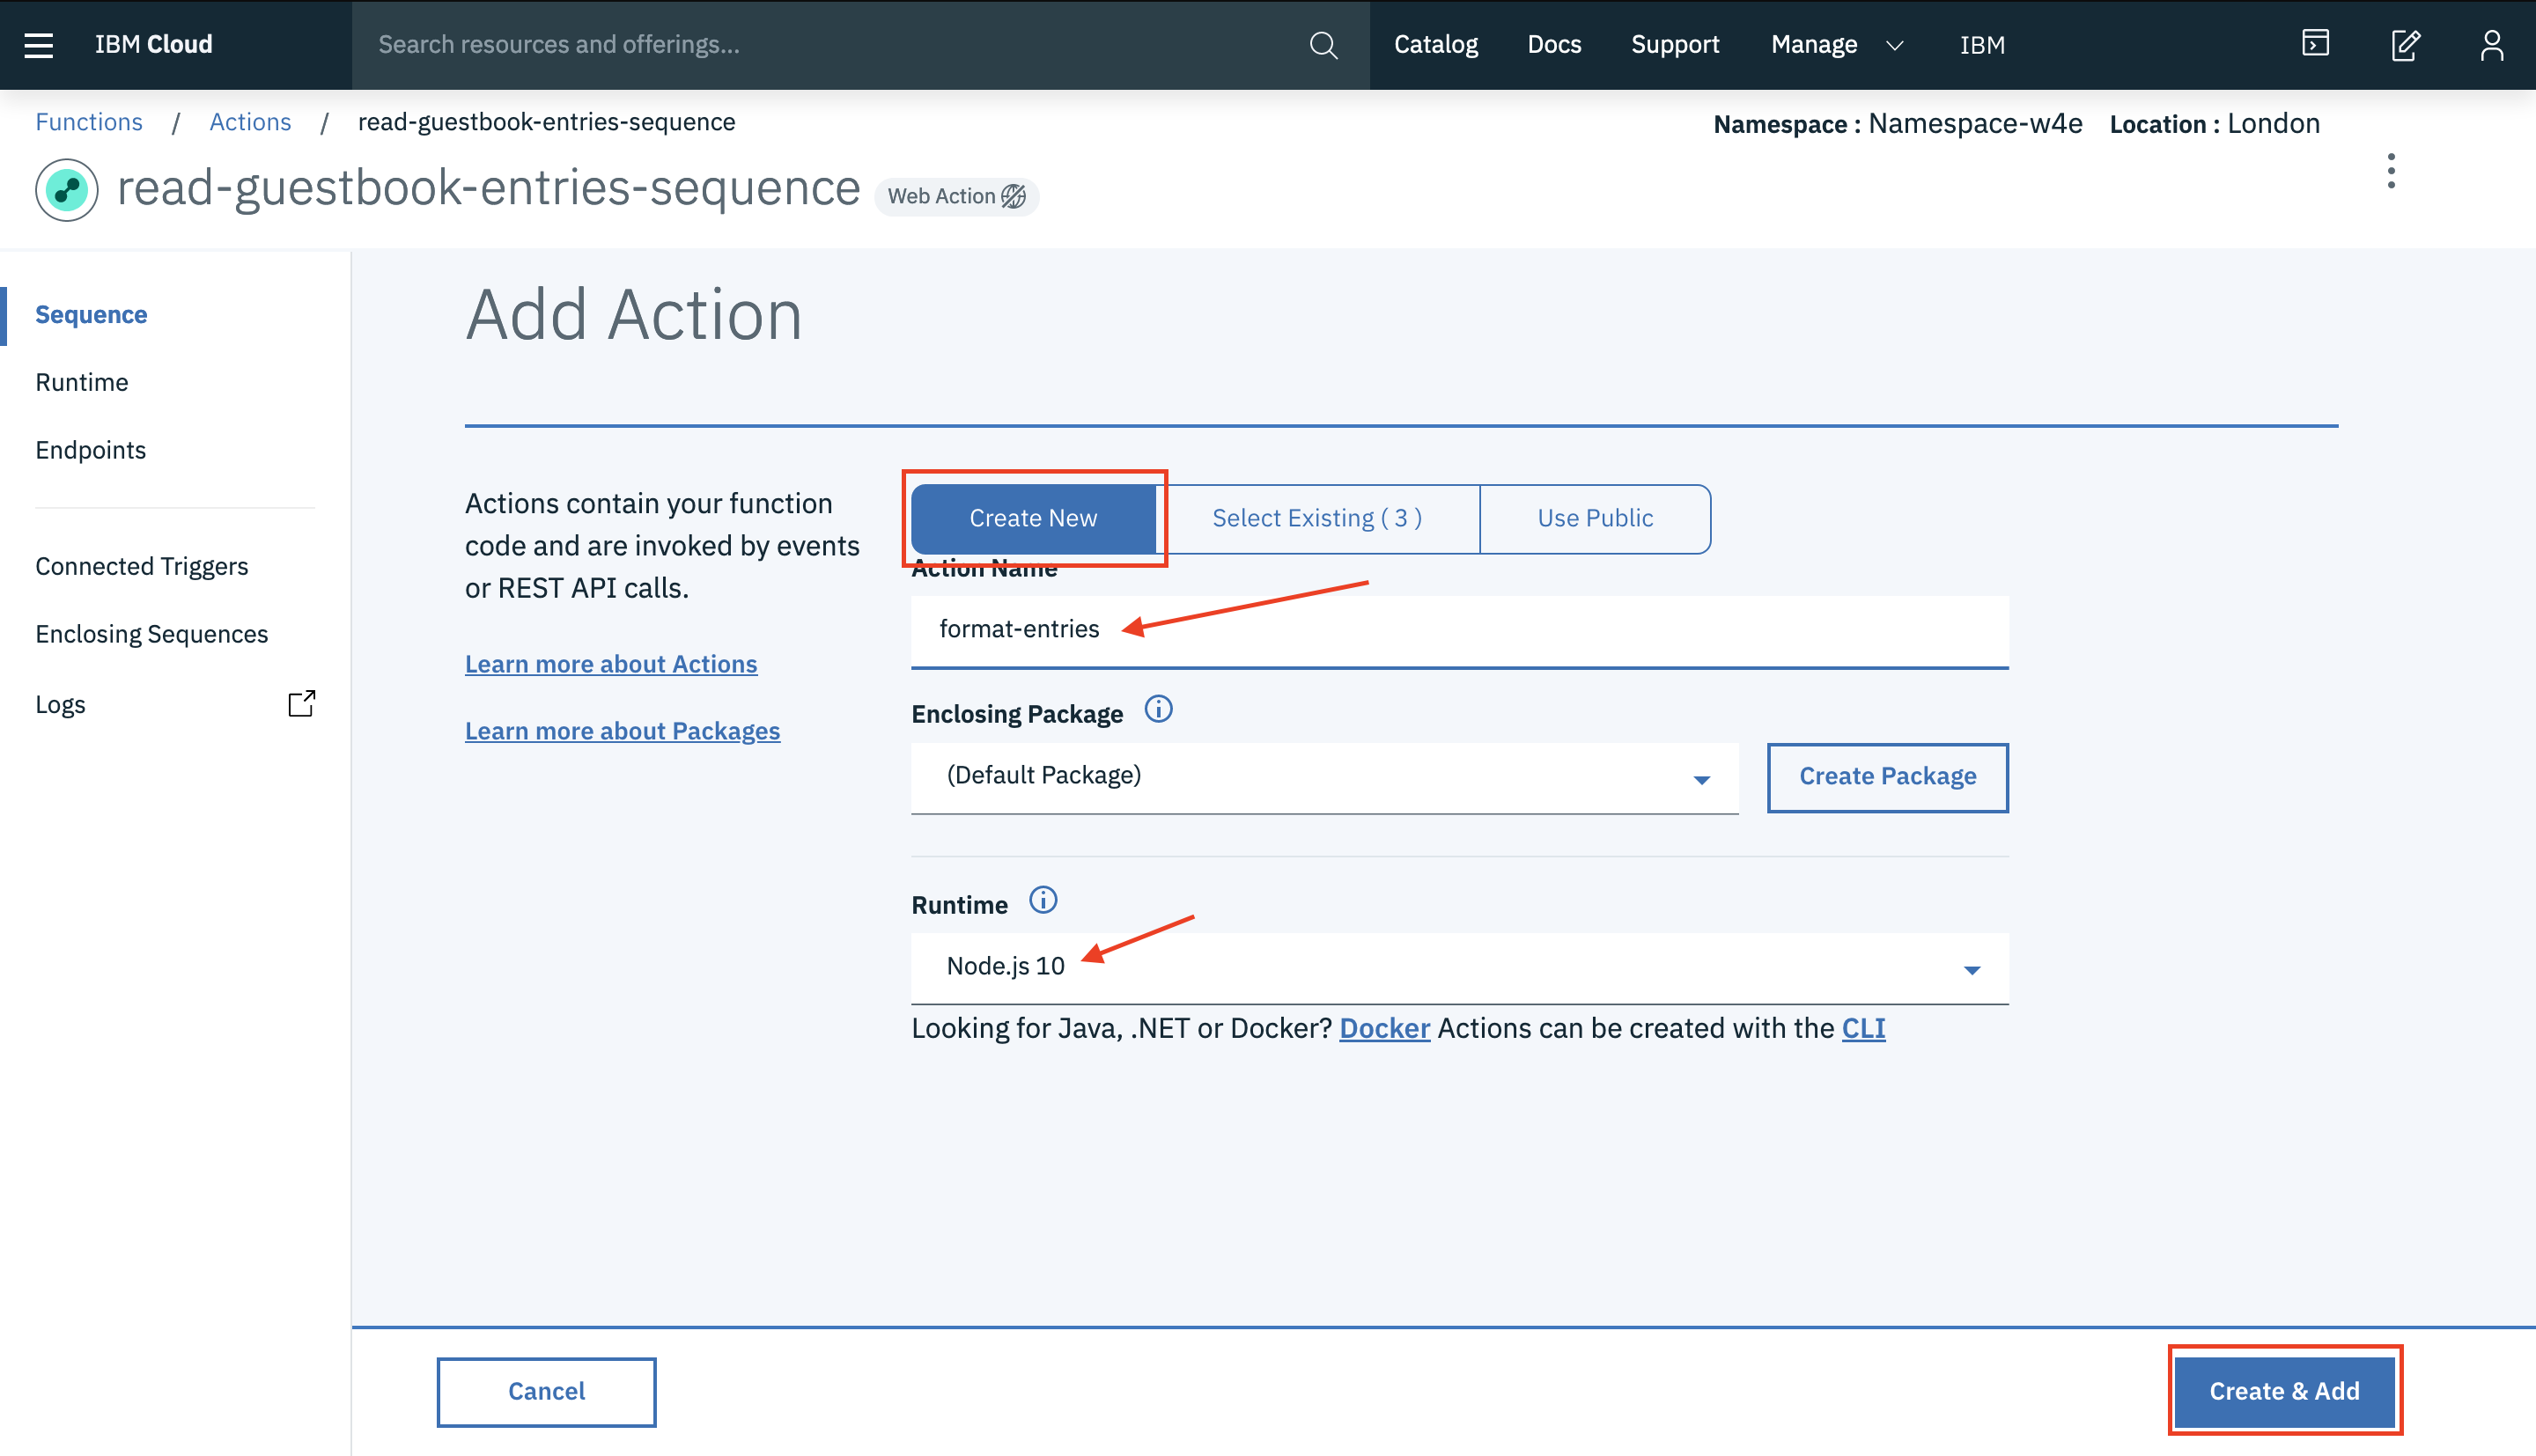 IBM Cloud
Search resources and offerings...
Catalog
Docs
Support
Manage
IBM
Functions / Actions / read-guestbook-entries-sequence
Namespace : Namespace-w4e Location : London
read-guestbook-entries-sequence
Web Action
Sequence
Runtime
Endpoints
Connected Triggers
Enclosing Sequences
Logs
Add Action
Actions contain your function
code and are invoked by events
or REST API calls.
Learn more about Actions
Learn more about Packages
Create New
Select Existing ( 3 )
Use Public
Action Name
format-entries
Enclosing Package
(Default Package)
Create Package
Runtime
Node.js 10
Looking for Java, .NET or Docker? Docker Actions can be created with the CLI
Cancel
Create & Add